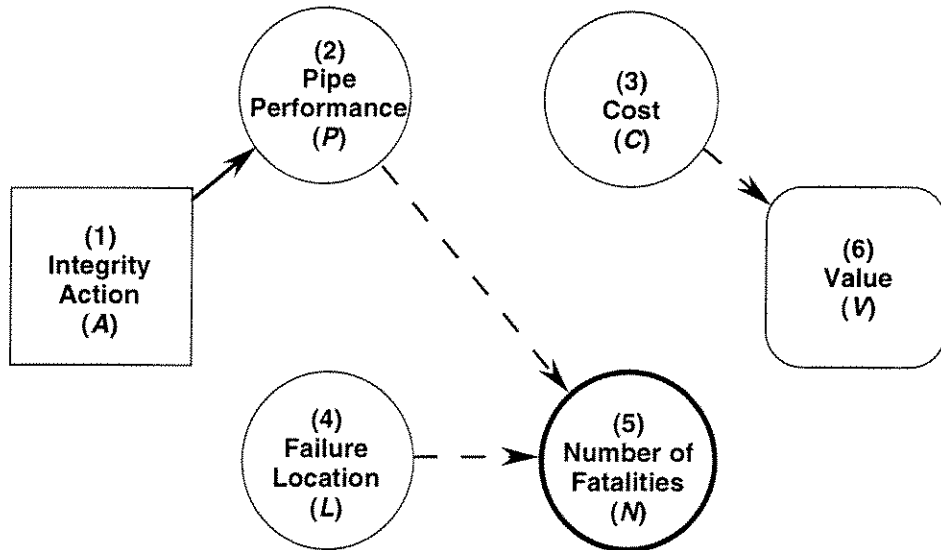 (1)
Integrity
Action
(A)
(2)
Pipe
Performance
(P)
(3)
Cost
(C)
(4)
Failure
Location
(L)
(5)
Number of
Fatalities
(N)
(6)
Value
(V)